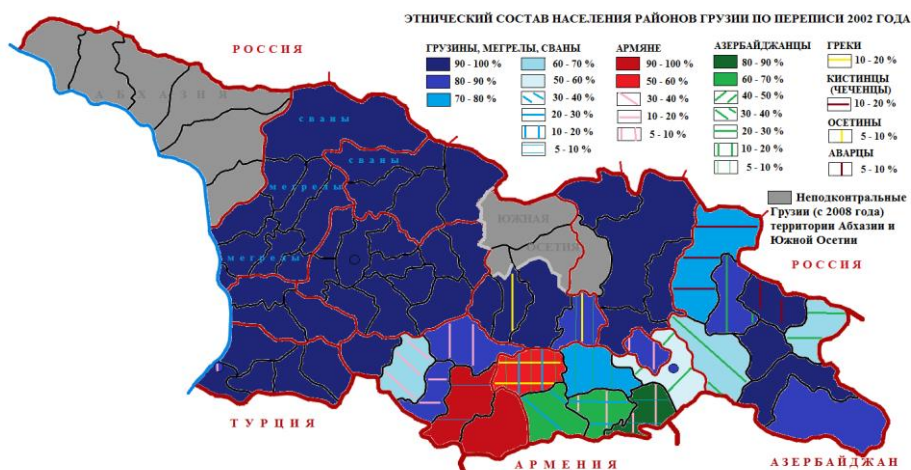 ЭТНИЧЕСКИЙ СОСТАВ НАСЕЛЕНИЯ РАЙОНОВ ГРУЗИИ ПО ПЕРЕПИСИ 2002 ГОДА
ГРУЗИНЫ, МЕГРЕЛЫ, СВАНЫ
90 - 100 %
80 - 90 %
70 - 80 %
60 - 70 %
50 - 60 %
30 - 40 %
20 - 30 %
10 - 20 %
5 - 10 %
АРМЯНЕ
90 - 100 %
50 - 60 %
30 - 40 %
10 - 20 %
5 - 10 %
АЗЕРБАЙДЖАНЦЫ
80 - 90 %
60 - 70 %
40 - 50 %
30 - 40 %
20 - 30 %
10 - 20 %
5 - 10 %
ГРЕКИ
10 - 20 %
КИСТИНЦЫ
(ЧЕЧЕНЦЫ)
10 - 20 %
ОСЕТИНЫ
5 - 10 %
АВАРЦЫ
5 - 10 %
Неподконтральные
Грузии (с 2008 года)
территории Абхазии и
Южной Осетии
РОССИЯ
АБХАЗИЯ
сваны
сваны
мегрелы
мегрелы
ЮЖНАЯ
ОСЕТИЯ
РОССИЯ
ТУРЦИЯ
АРМЕНИЯ
АЗЕРБАЙДЖАН